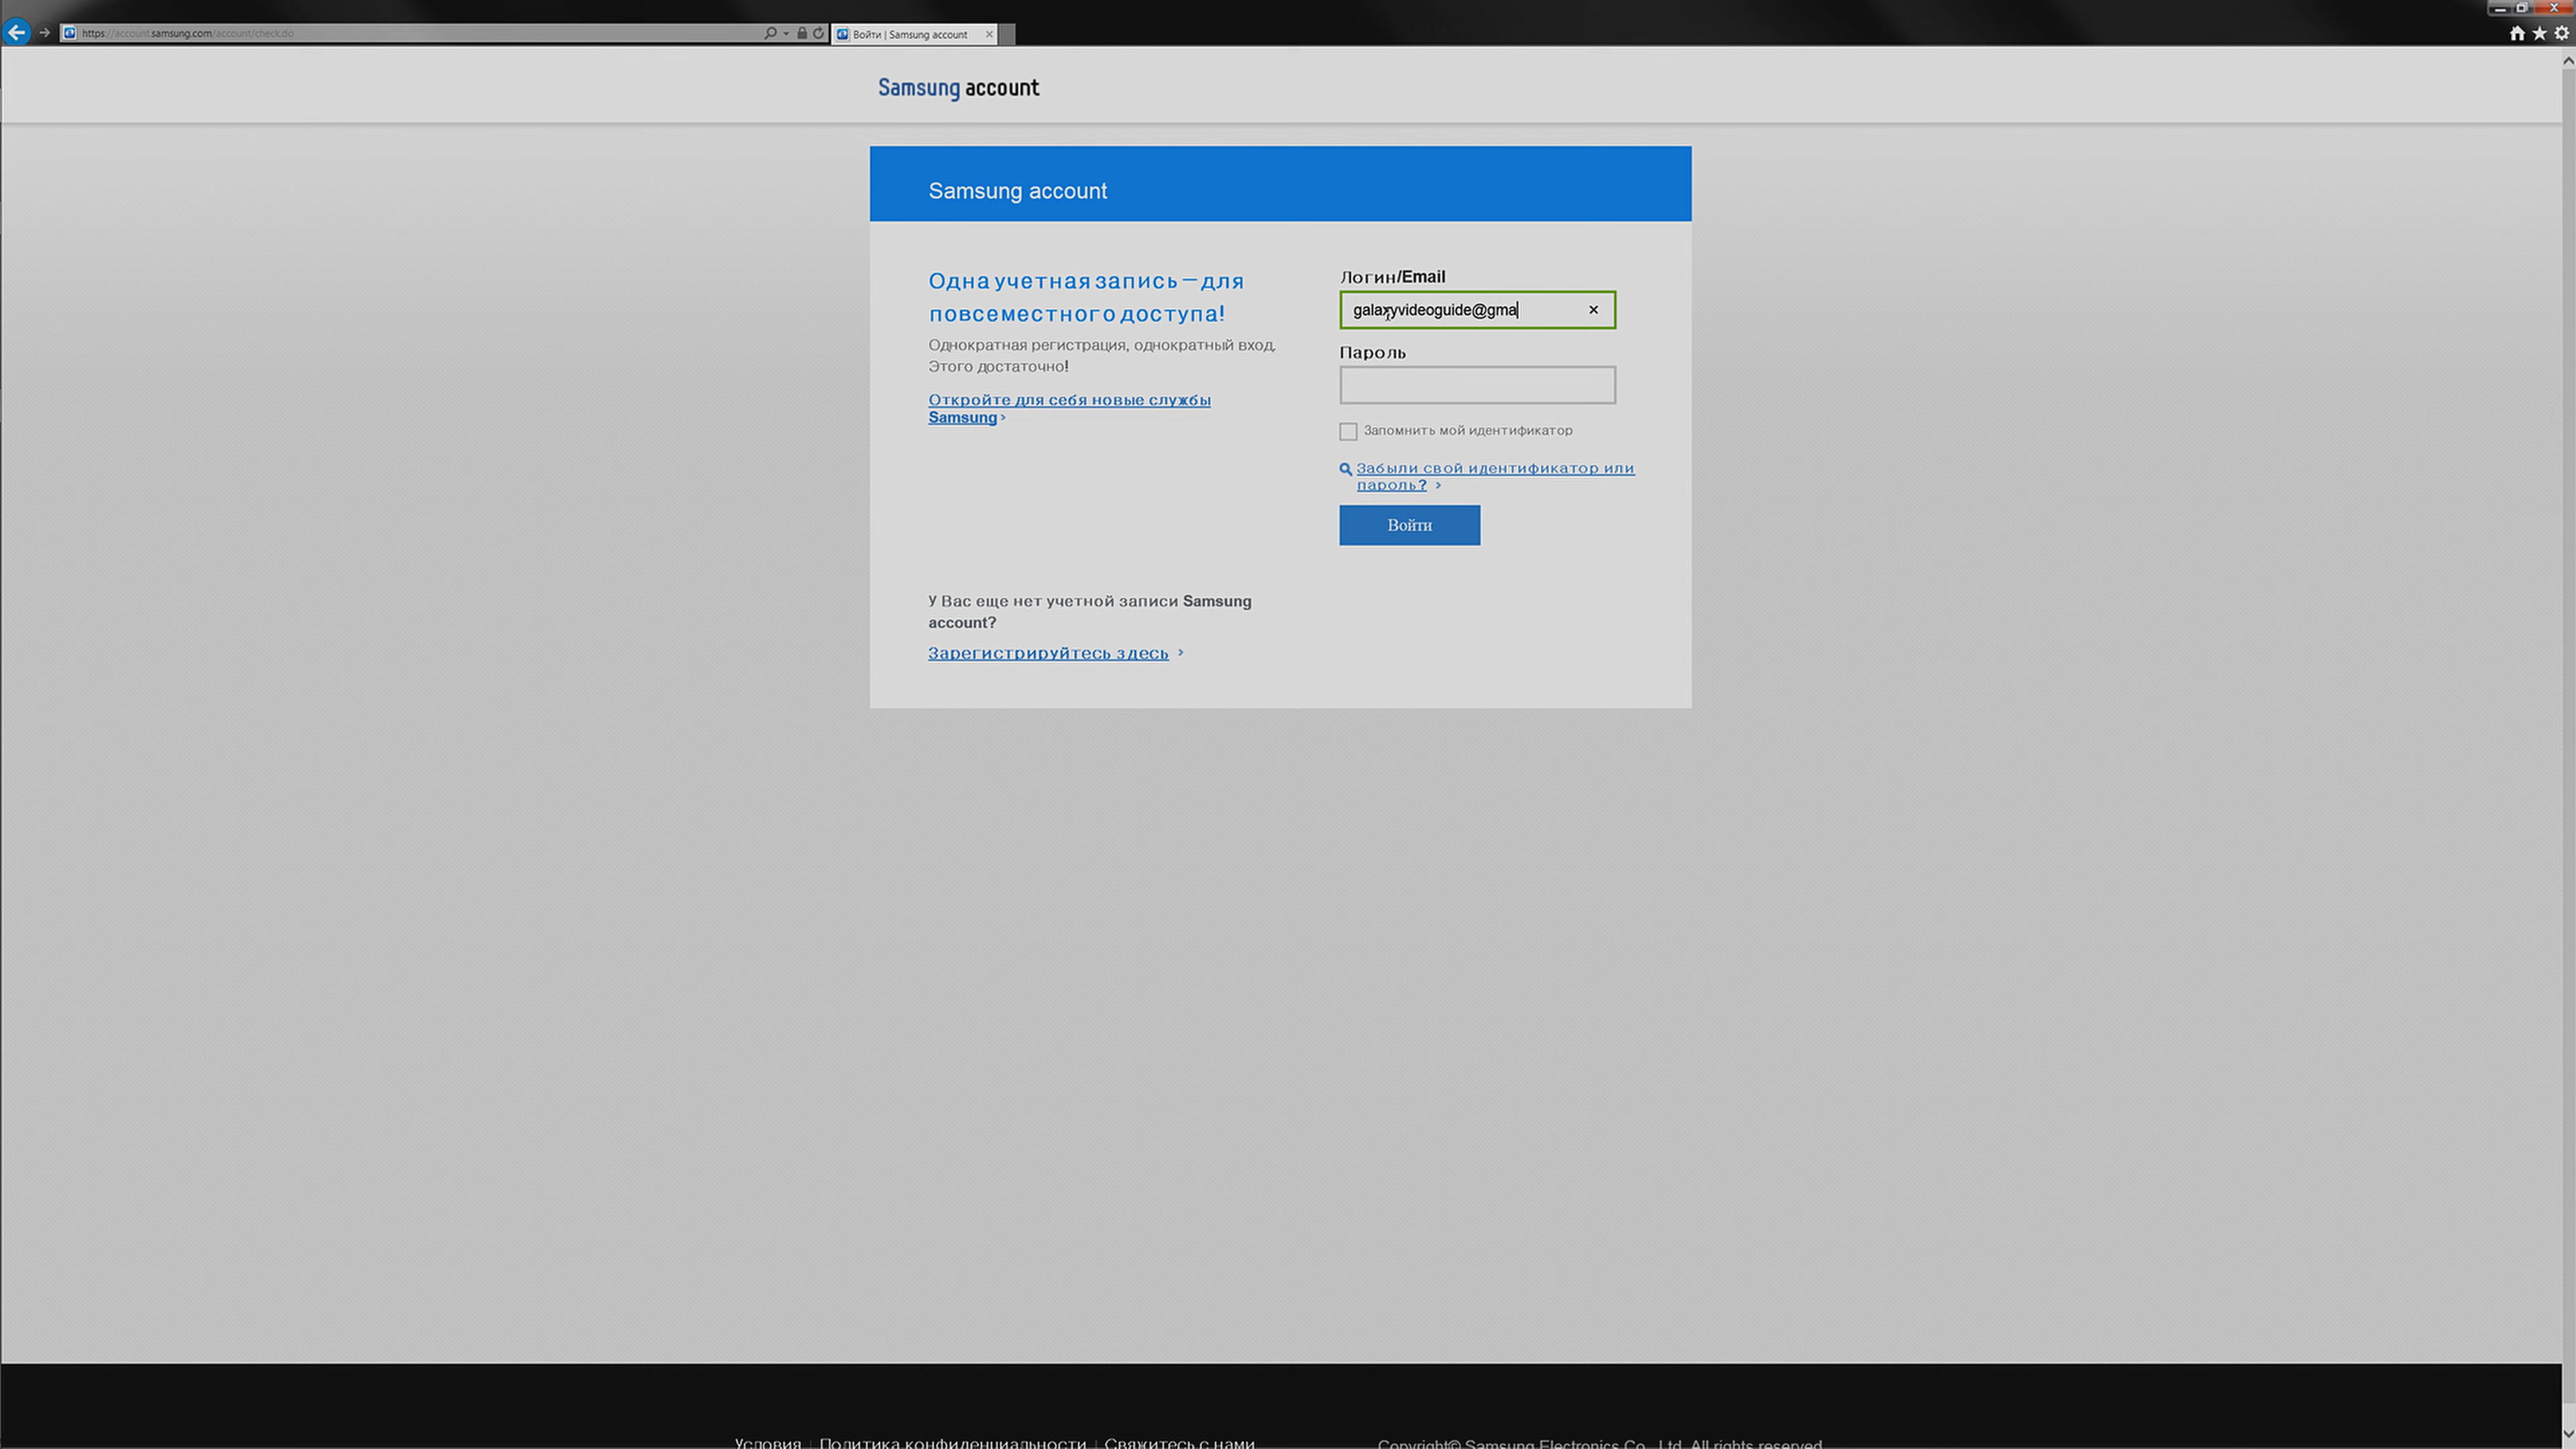 https://account.samsung.com/account/check.do
Войти | Samsung account
Samsung account
Samsung account
Одна учетная запись — для
повсеместного доступа!
Однократная регистрация, однократный вход.
Этого достаточно!
Откройте для себя новые службы
Samsung ›
Логин/Email
galaxyvideoguide@gma
Пароль
Запомнить мой идентификатор
Забыли свой идентификатор или
пароль? ›
Войти
У Вас еще нет учетной записи Samsung
account?
Зарегистрируйтесь здесь ›
Условия | Политика конфиденциальности | Свяжитесь с нами
Copyright© Samsung Electronics Co., Ltd. All rights reserved.